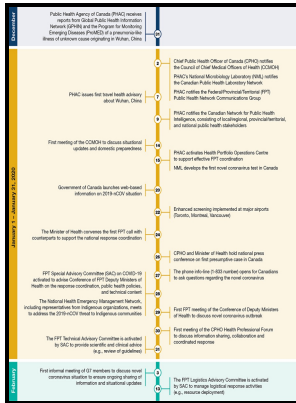 December
Public Health Agency of Canada (PHAC) receives
reports from Global Public Health Information
Network (GPHIN) and the Program for Monitoring
Emerging Diseases (ProMED) of a pneumonia-like
illness of unknown cause originating in Wuhan, China
31
January 1 – January 31, 2020
2
Chief Public Health Officer of Canada (CPHO) notifies
the Council of Chief Medical Officers of Health (CCMOH)
PHAC's National Microbiology Laboratory (NML) notifies
the Canadian Public Health Laboratory Network
PHAC issues first travel health advisory
about Wuhan, China
7
PHAC notifies the Federal/Provincial/Territorial (FPT)
Public Health Network Communications Group
9
PHAC notifies the Canadian Network for Public Health
Intelligence, consisting of local/regional, provincial/territorial,
and national public health stakeholders
First meeting of the CCMOH to discuss situational
updates and domestic preparedness
14
15
PHAC activates Health Portfolio Operations Centre
to support effective FPT coordination
NML develops the first novel coronavirus test in Canada
Government of Canada launches web-based
information on 2019-nCOV situation
20
22
Enhanced screening implemented at major airports
(Toronto, Montreal, Vancouver)
The Minister of Health convenes the first FPT call with
counterparts to support the national response coordination
24
25
CPHO and Minister of Health hold national press
conference on first presumptive case in Canada
FPT Special Advisory Committee (SAC) on COVID-19
activated to advise Conference of FPT Deputy Ministers
of Health on the response coordination, public health policies,
and technical content
27
The phone info-line (1-833 number) opens for Canadians
to ask questions regarding the novel coronavirus
28
The National Health Emergency Management Network,
including representatives from Indigenous organizations, meets
to address the 2019-nCOV threat to Indigenous communities
29
First FPT meeting of the Conference of Deputy Ministers
of Health to discuss novel coronavirus outbreak
30
First meeting of the CPHO Health Professional Forum
to discuss information sharing, collaboration and
coordinated response
The FPT Technical Advisory Committee is activated
by SAC to provide scientific and clinical advice
(e.g., review of guidelines)
31
February
First informal meeting of G7 members to discuss novel
coronavirus situation to ensure ongoing sharing of
information and situational updates
3
10
The FPT Logistics Advisory Committee is activated
by SAC to manage logistical response activities
(e.g., resource deployment)